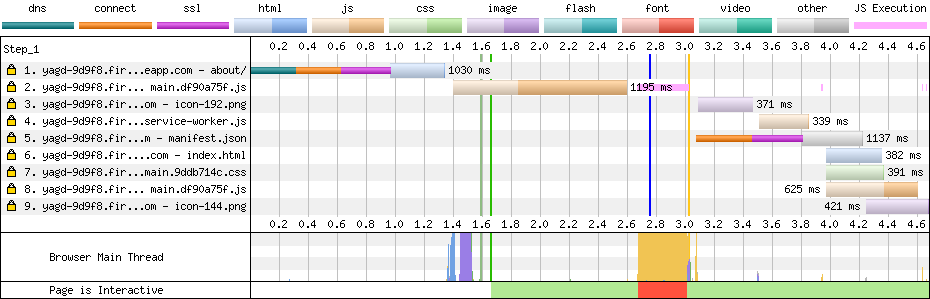 dns connect ssl html js css image flash font video other JS Execution
Step_1
0.2 0.4 0.6 0.8 1.0 1.2 1.4 1.6 1.8 2.0 2.2 2.4 2.6 2.8 3.0 3.2 3.4 3.6 3.8 4.0 4.2 4.4 4.6
1. yagd-9d9f8.fir...eapp.com - about/ 1030 ms
2. yagd-9d9f8.fir... main.df90a75f.js 1195 ms
3. yagd-9d9f8.fir...om - icon-192.png 371 ms
4. yagd-9d9f8.fir...service-worker.js 339 ms
5. yagd-9d9f8.fir...m - manifest.json 1137 ms
6. yagd-9d9f8.fir....com - index.html 382 ms
7. yagd-9d9f8.fir...main.9ddb714c.css 391 ms
8. yagd-9d9f8.fir... main.df90a75f.js 625 ms
9. yagd-9d9f8.fir...om - icon-144.png 421 ms
0.2 0.4 0.6 0.8 1.0 1.2 1.4 1.6 1.8 2.0 2.2 2.4 2.6 2.8 3.0 3.2 3.4 3.6 3.8 4.0 4.2 4.4 4.6
Browser Main Thread
Page is Interactive